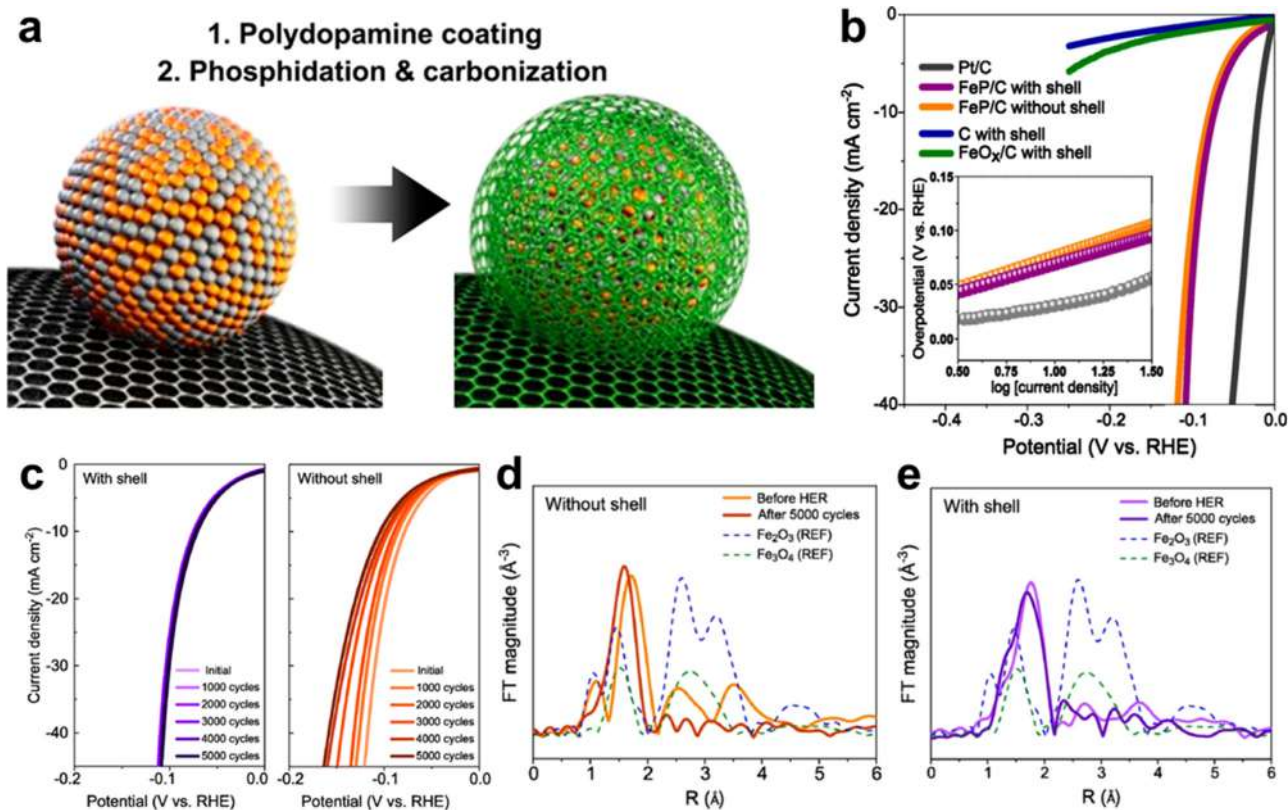 a
1. Polydopamine coating
2. Phosphidation & carbonization
b
Current density (mA cm⁻²)
0
-10
-20
-30
-40
Pt/C
FeP/C with shell
FeP/C without shell
C with shell
FeOₓ/C with shell
Overpotential (V vs. RHE)
0.15
0.10
0.05
0.00
0.50 0.75 1.00 1.25 1.50
log [current density]
-0.4 -0.3 -0.2 -0.1 0.0
Potential (V vs. RHE)
c
Current density (mA cm⁻²)
0
-10
-20
-30
-40
With shell
Initial
1000 cycles
2000 cycles
3000 cycles
4000 cycles
5000 cycles
-0.2 -0.1 0.0
Potential (V vs. RHE)
Without shell
Initial
1000 cycles
2000 cycles
3000 cycles
4000 cycles
5000 cycles
-0.2 -0.1 0.0
Potential (V vs. RHE)
d
Without shell
Before HER
After 5000 cycles
Fe₂O₃ (REF)
Fe₃O₄ (REF)
FT magnitude (Å⁻³)
0 1 2 3 4 5 6
R (Å)
e
With shell
Before HER
After 5000 cycles
Fe₂O₃ (REF)
Fe₃O₄ (REF)
FT magnitude (Å⁻³)
0 1 2 3 4 5 6
R (Å)